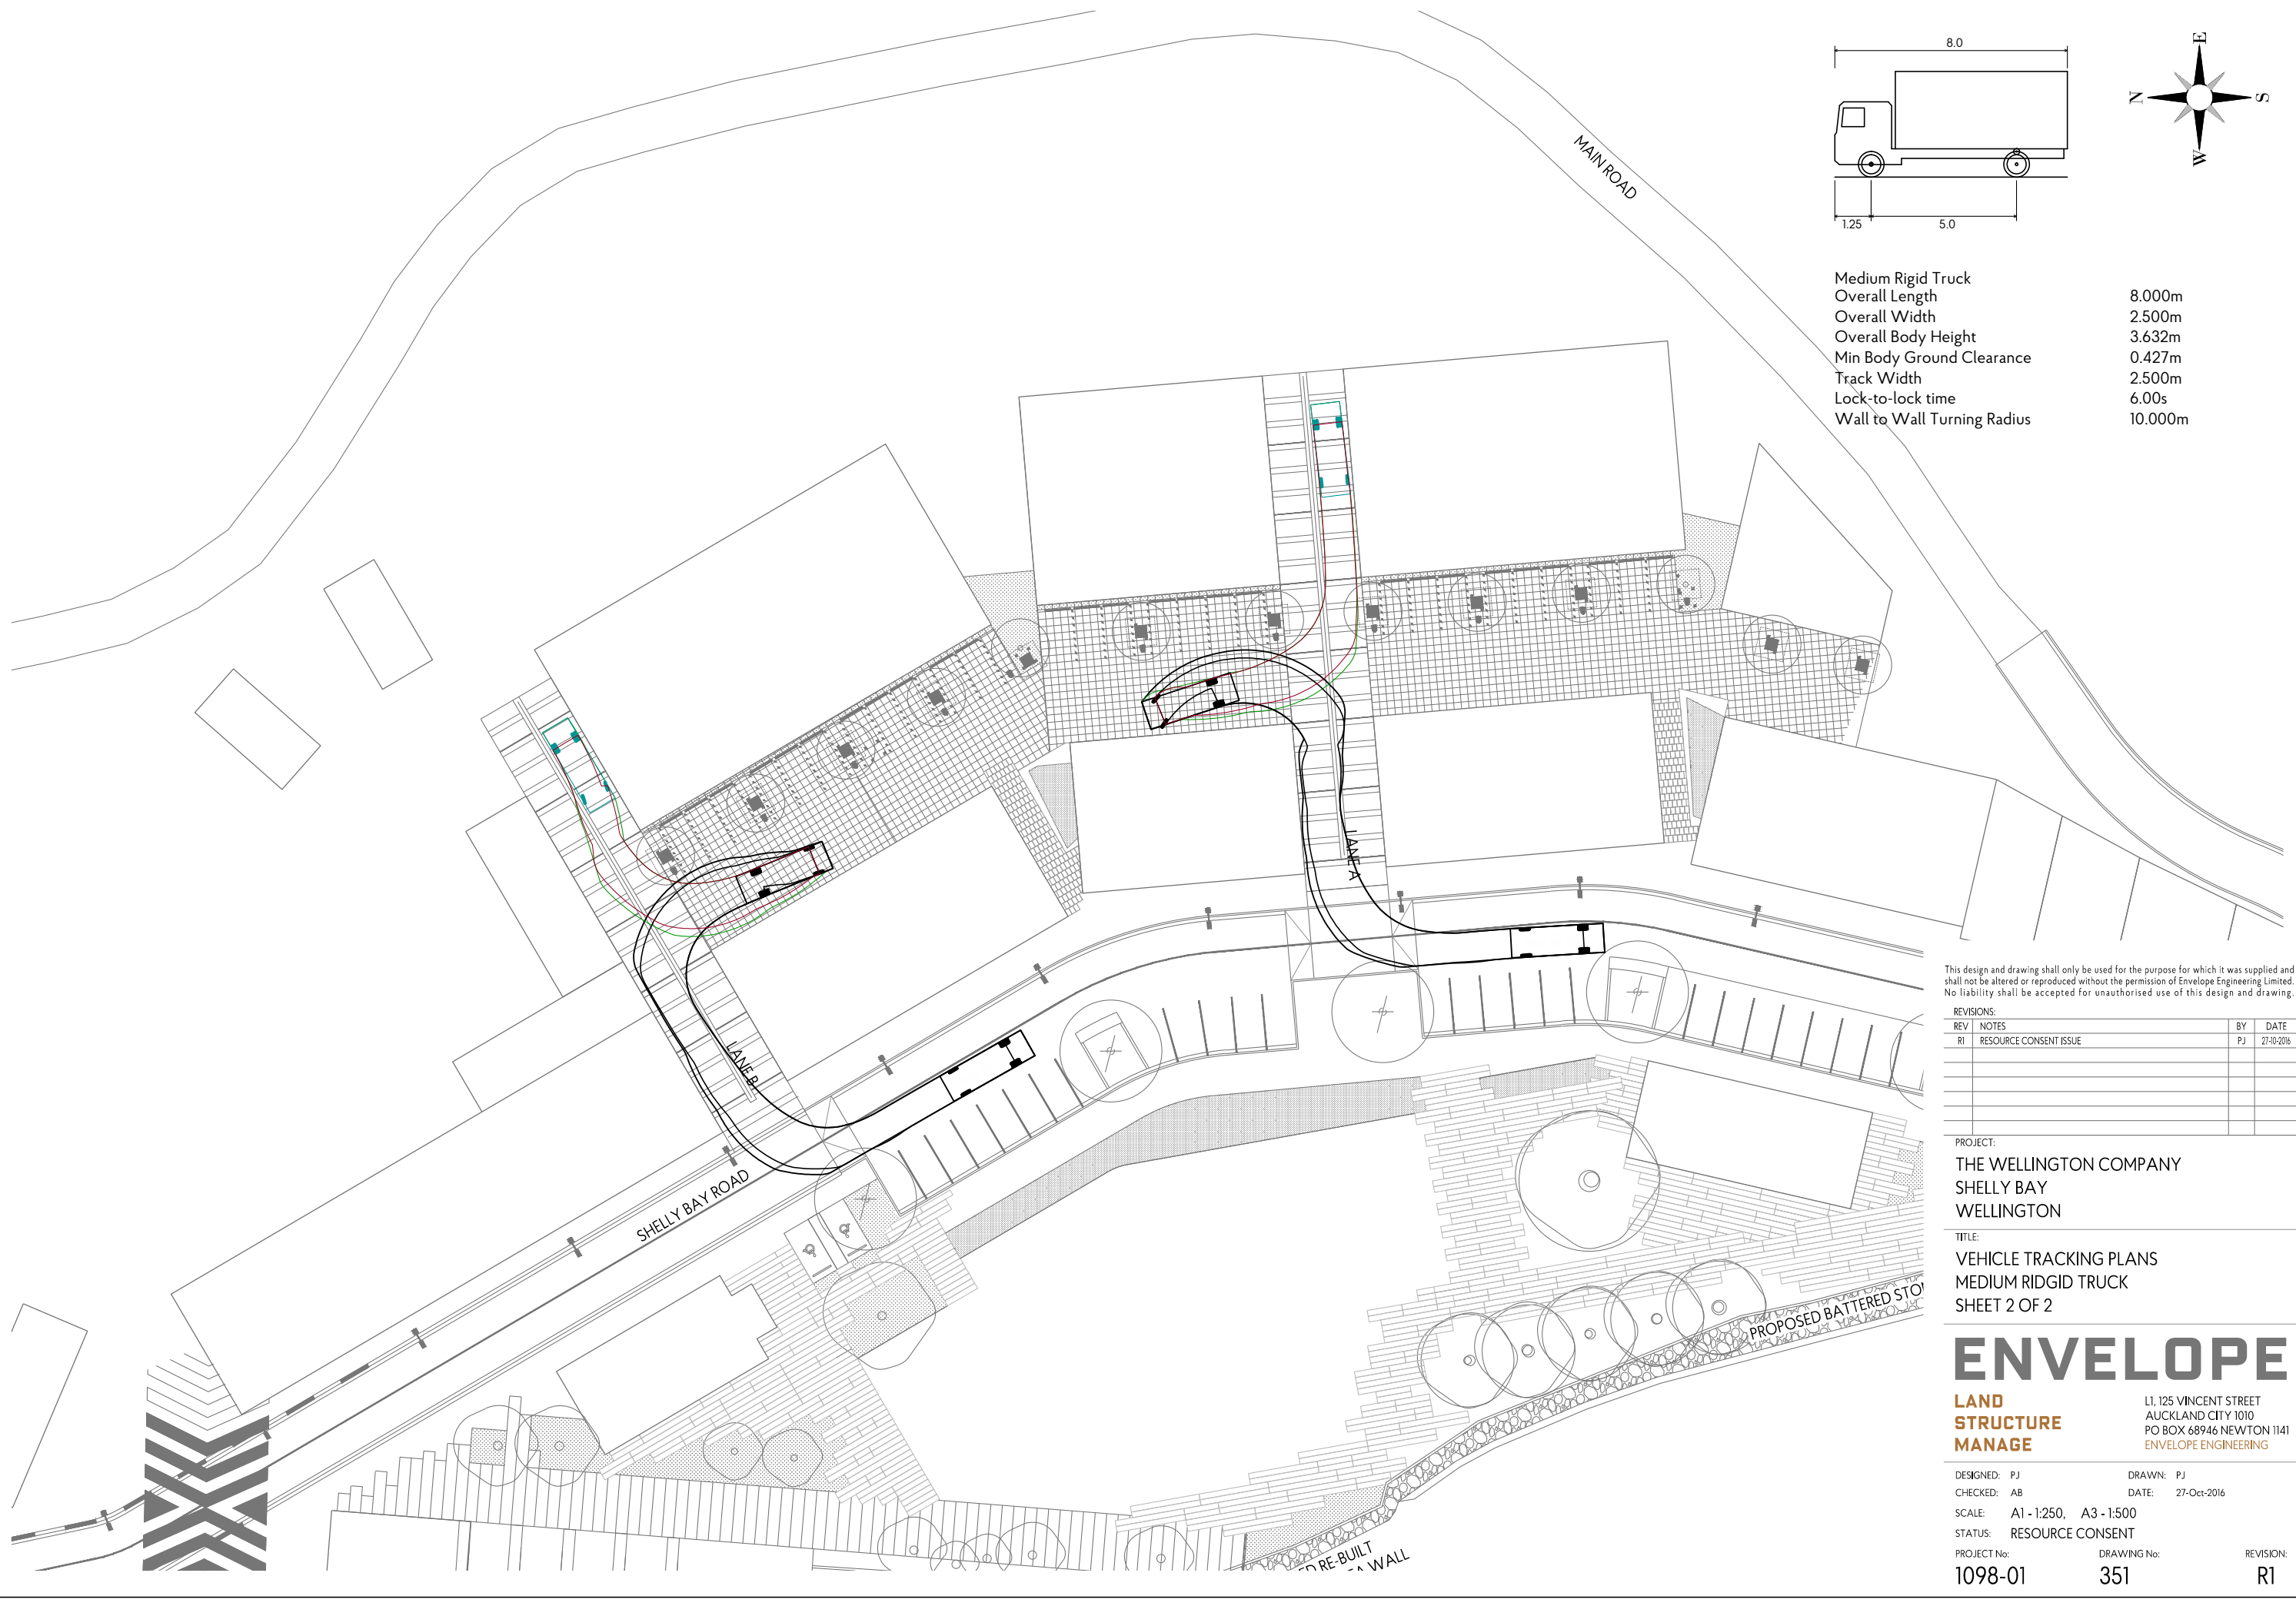 8.0
1.25
5.0
N
E
S
W
Medium Rigid Truck
Overall Length 8.000m
Overall Width 2.500m
Overall Body Height 3.632m
Min Body Ground Clearance 0.427m
Track Width 2.500m
Lock-to-lock time 6.00s
Wall to Wall Turning Radius 10.000m
MAIN ROAD
LANE A
LANE B
SHELLY BAY ROAD
PROPOSED BATTERED STO
ED RE-BUILT
EA WALL
This design and drawing shall only be used for the purpose for which it was supplied and
shall not be altered or reproduced without the permission of Envelope Engineering Limited.
No liability shall be accepted for unauthorised use of this design and drawing.
REVISIONS:
REV NOTES BY DATE
R1 RESOURCE CONSENT ISSUE PJ 27-10-2016
PROJECT:
THE WELLINGTON COMPANY
SHELLY BAY
WELLINGTON
TITLE:
VEHICLE TRACKING PLANS
MEDIUM RIDGID TRUCK
SHEET 2 OF 2
ENVELOPE
LAND
STRUCTURE
MANAGE
L1, 125 VINCENT STREET
AUCKLAND CITY 1010
PO BOX 68946 NEWTON 1141
ENVELOPE ENGINEERING
DESIGNED: PJ DRAWN: PJ
CHECKED: AB DATE: 27-Oct-2016
SCALE: A1 - 1:250, A3 - 1:500
STATUS: RESOURCE CONSENT
PROJECT No: DRAWING No: REVISION:
1098-01 351 R1